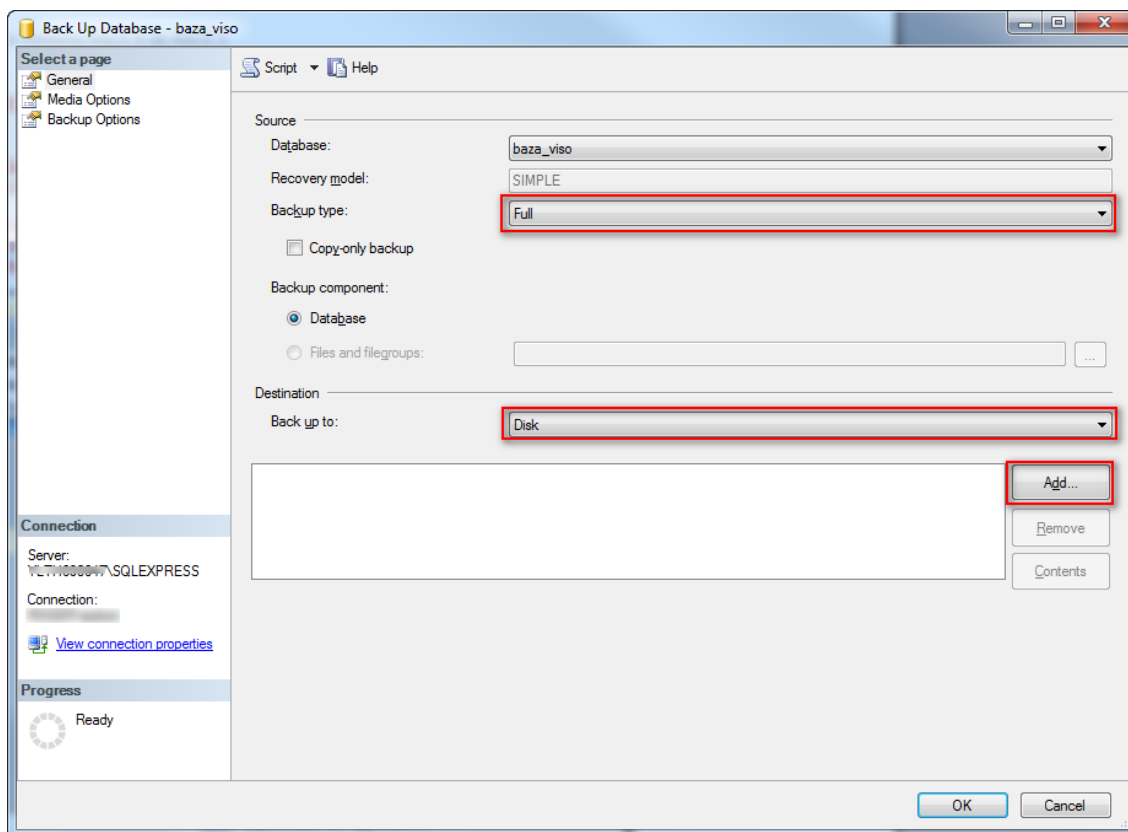 Back Up Database - baza_viso
Select a page
General
Media Options
Backup Options
Script
Help
Source
Database:
baza_viso
Recovery model:
SIMPLE
Backup type:
Full
Copy-only backup
Backup component:
Database
Files and filegroups:
...
Destination
Back up to:
Disk
Add...
Remove
Contents
Connection
Server:
\SQLEXPRESS
Connection:
View connection properties
Progress
Ready
OK
Cancel